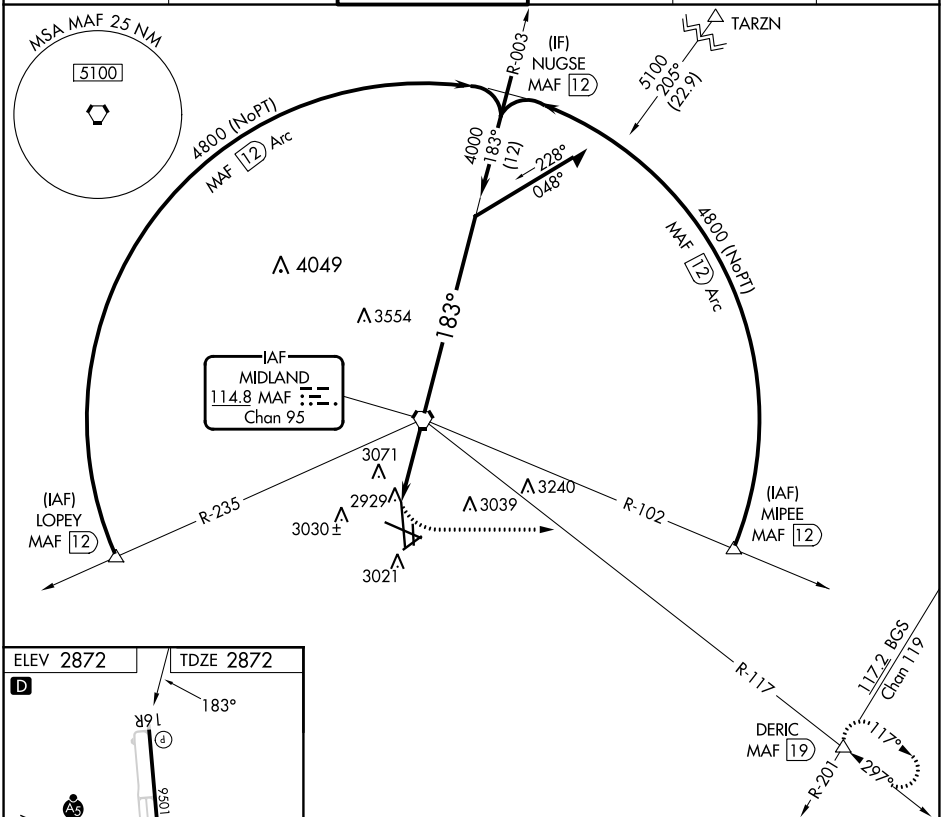 MSA MAF 25 NM
5100
TARZN
5100
205°
(22.9)
R-003
(IF)
NUGSE
MAF 12
4800 (NoPT)
MAF 12 Arc
4000
183°
(12)
228°
048°
4800 (NoPT)
MAF 12 Arc
4049
3554
183°
IAF
MIDLAND
114.8 MAF
Chan 95
3071
2929
3030±
3039
3240
3021
R-235
R-102
(IAF)
LOPEY
MAF 12
(IAF)
MIPEE
MAF 12
R-117
117.2 BGS
Chan 119
DERIC
MAF 19
117°
297°
R-201
ELEV 2872
TDZE 2872
D
183°
16R
P
9501
A5